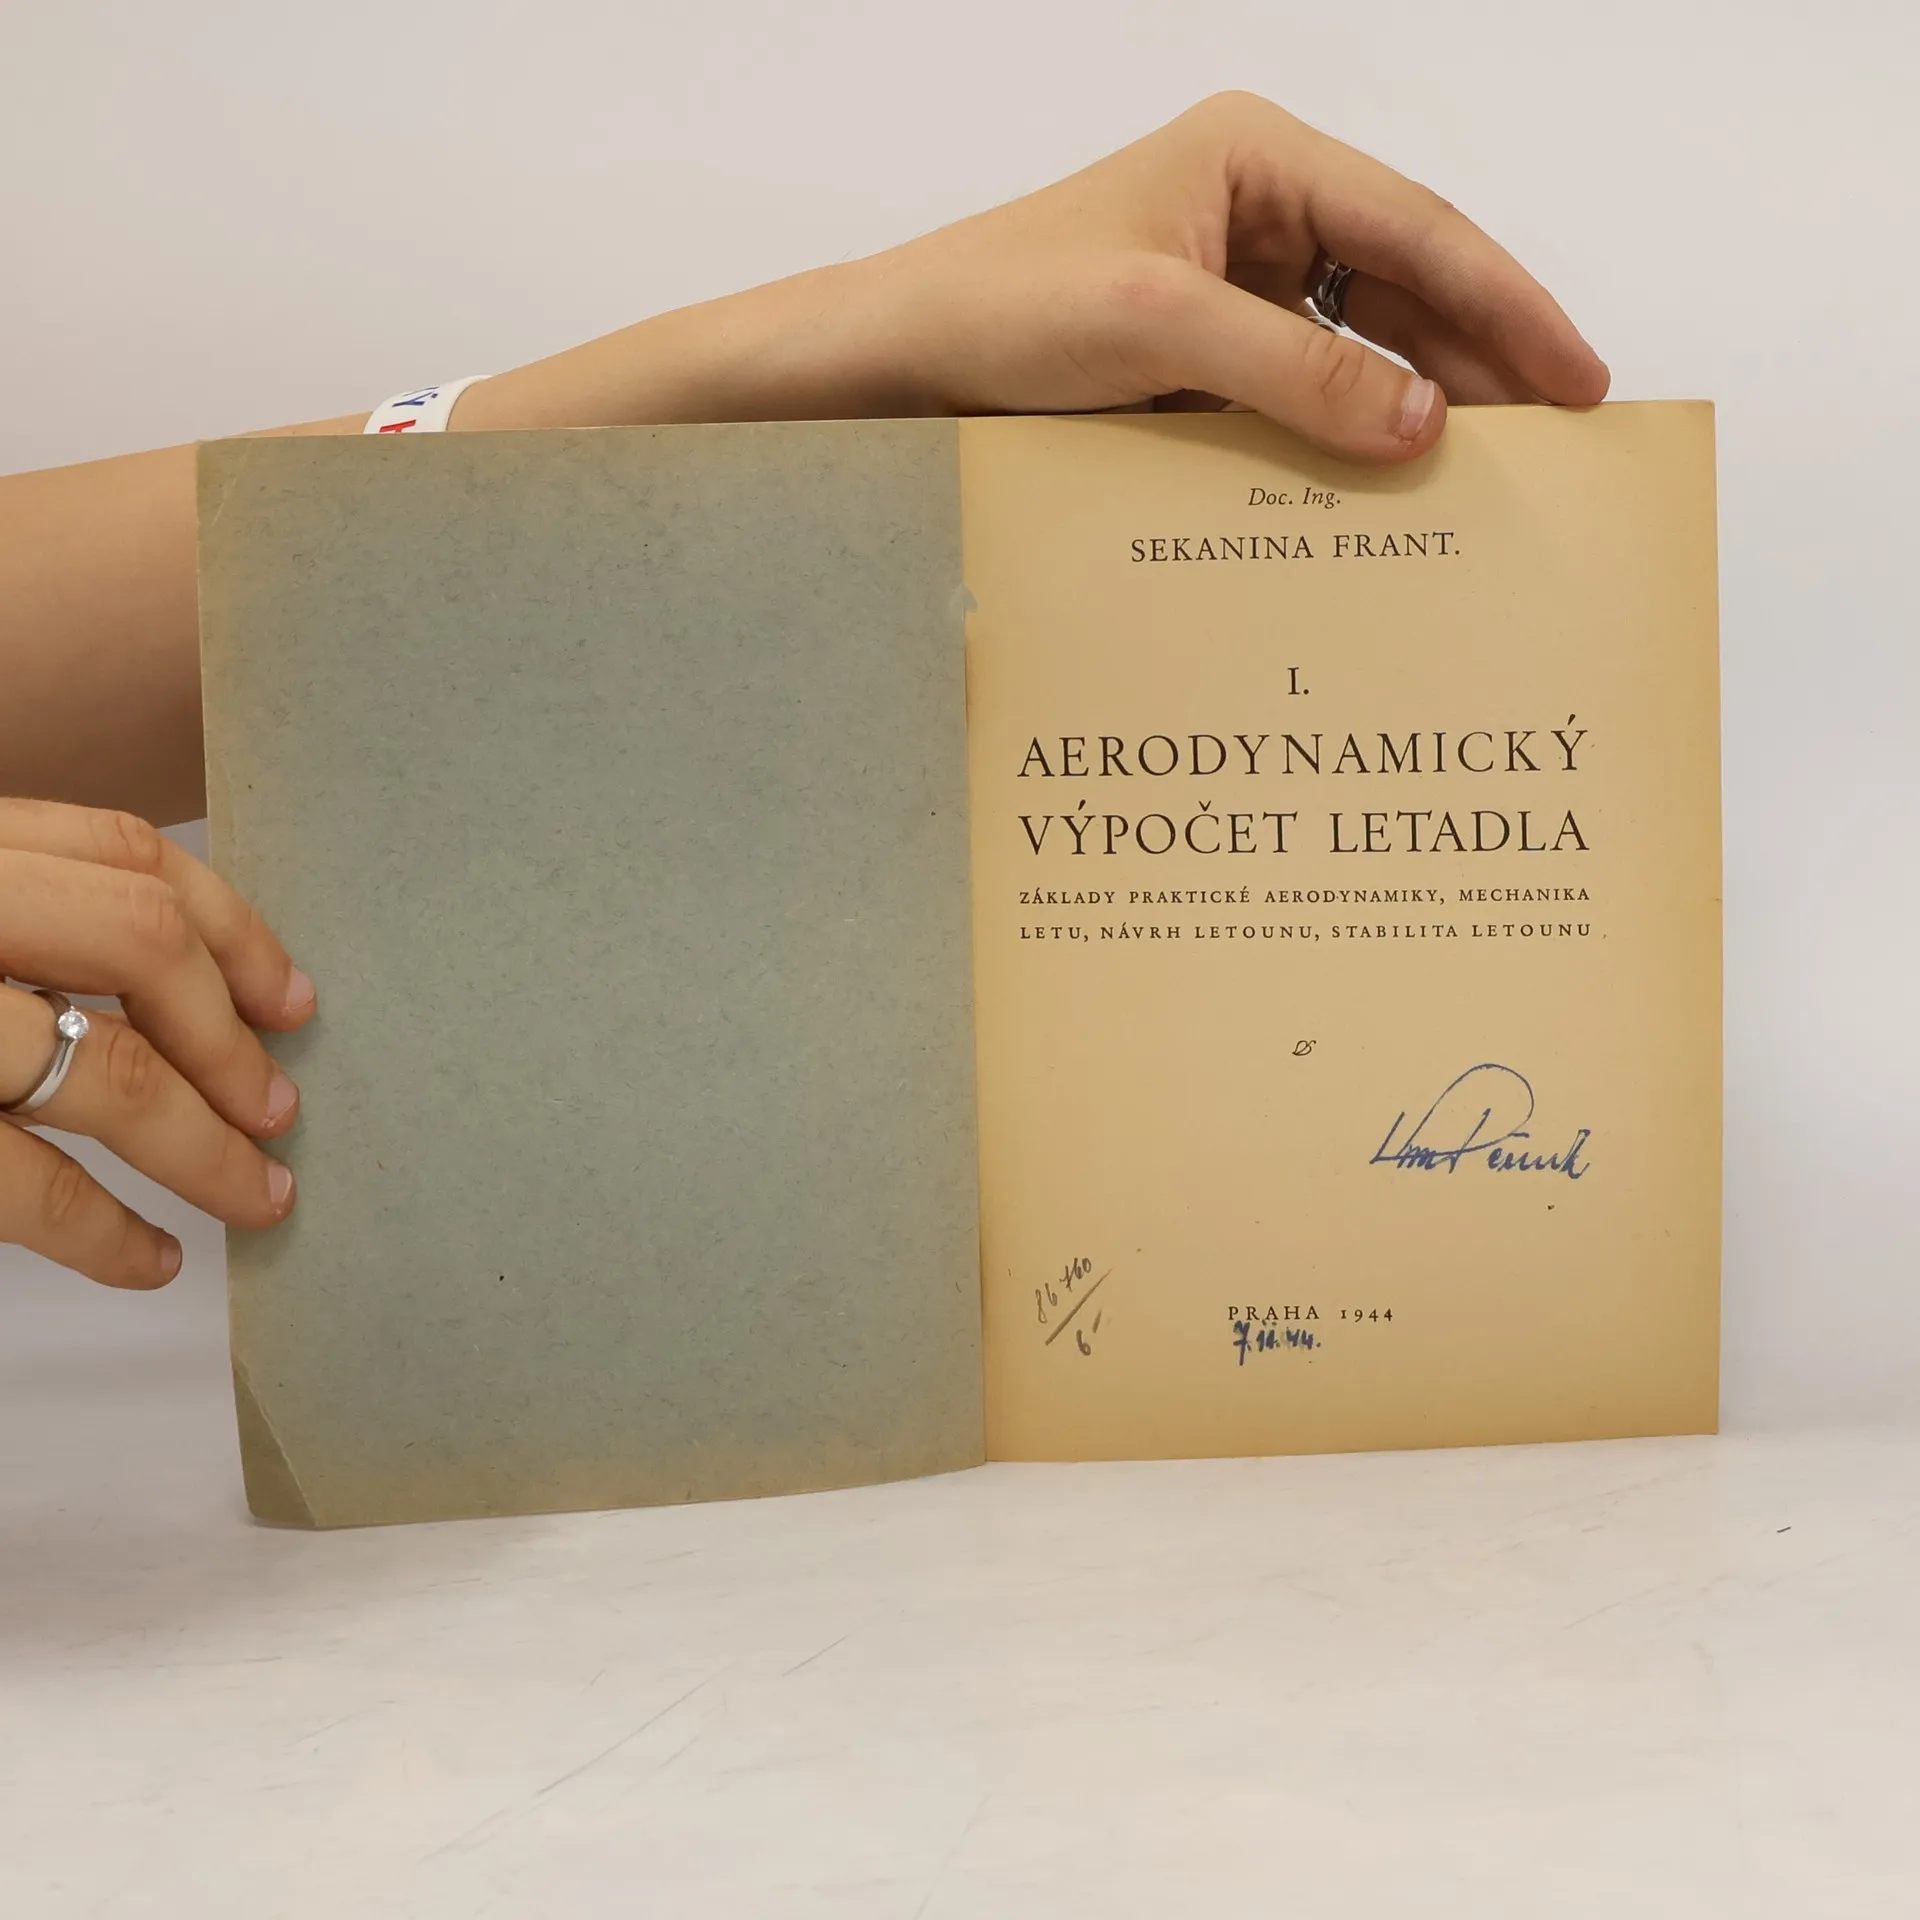 Doc. Ing.
SEKANINA FRANT.
I.
AERODYNAMICKÝ
VÝPOČET LETADLA
ZÁKLADY PRAKTICKÉ AERODYNAMIKY, MECHANIKA
LETU, NÁVRH LETOUNU, STABILITA LETOUNU
PRAHA 1944
7.11.44.